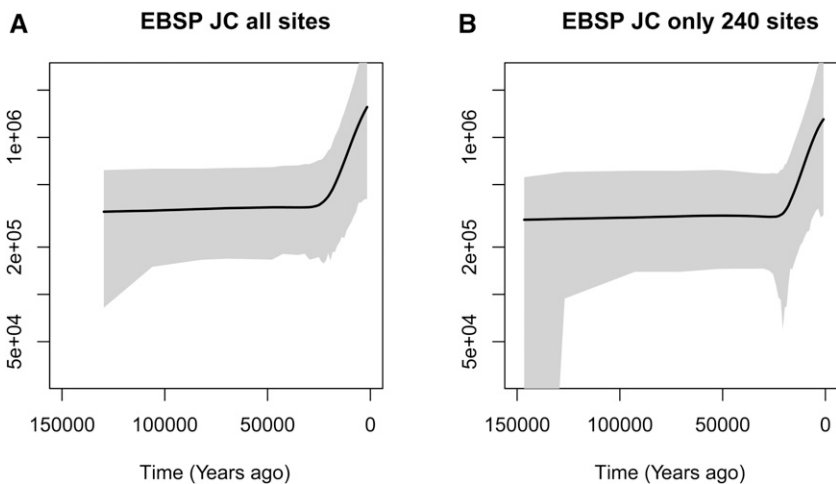 A EBSP JC all sites
1e+06
2e+05
5e+04
150000 100000 50000 0
Time (Years ago)
B EBSP JC only 240 sites
1e+06
2e+05
5e+04
150000 100000 50000 0
Time (Years ago)